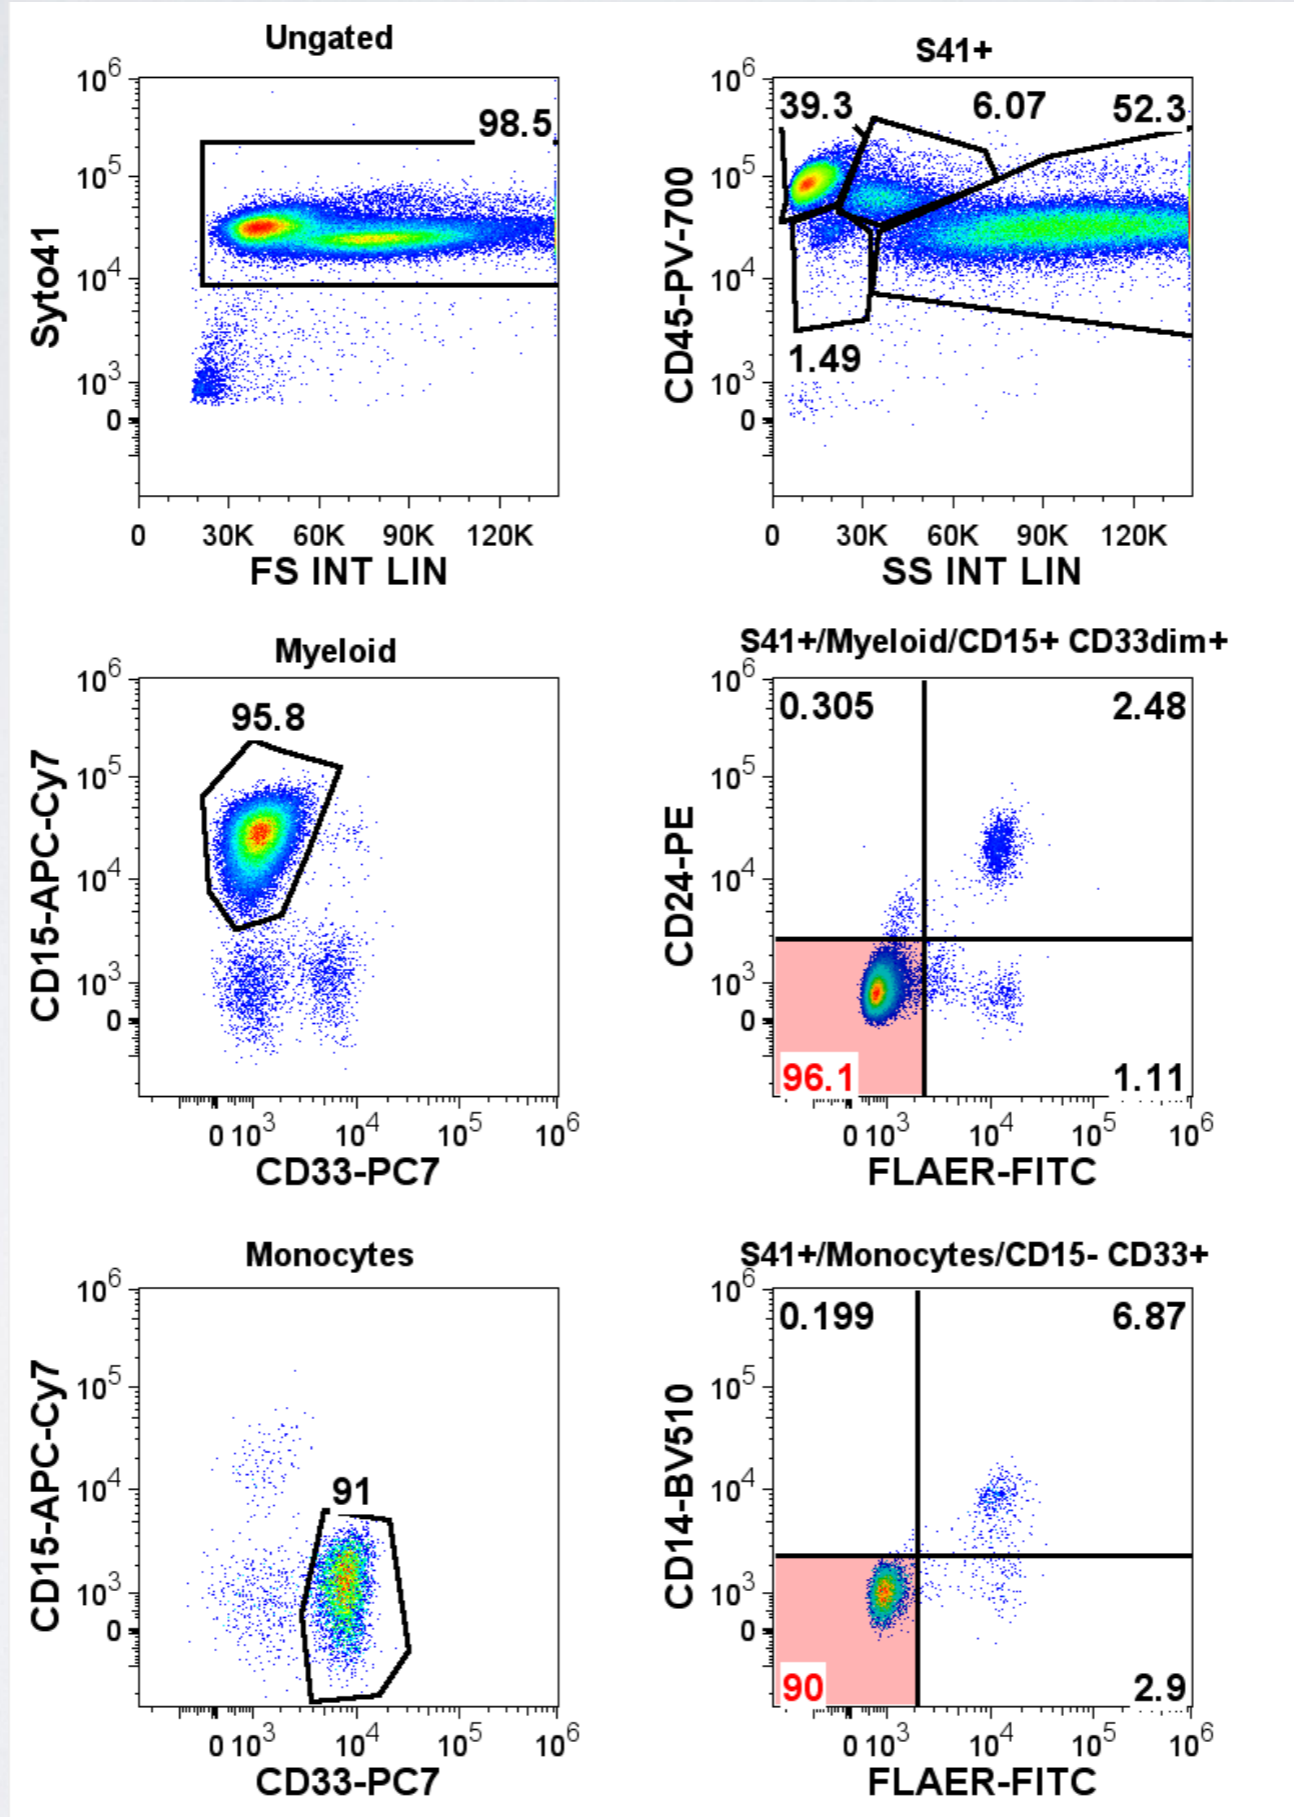 Ungated
98.5
10^6
10^5
10^4
10^3
0
Syto41
0 30K 60K 90K 120K
FS INT LIN
S41+
39.3 6.07 52.3
1.49
10^6
10^5
10^4
10^3
0
CD45-PV-700
0 30K 60K 90K 120K
SS INT LIN
Myeloid
95.8
10^6
10^5
10^4
10^3
0
CD15-APC-Cy7
0 10^3 10^4 10^5 10^6
CD33-PC7
S41+/Myeloid/CD15+ CD33dim+
0.305 2.48
96.1 1.11
10^6
10^5
10^4
10^3
0
CD24-PE
0 10^3 10^4 10^5 10^6
FLAER-FITC
Monocytes
91
10^6
10^5
10^4
10^3
0
CD15-APC-Cy7
0 10^3 10^4 10^5 10^6
CD33-PC7
S41+/Monocytes/CD15- CD33+
0.199 6.87
90 2.9
10^6
10^5
10^4
10^3
0
CD14-BV510
0 10^3 10^4 10^5 10^6
FLAER-FITC